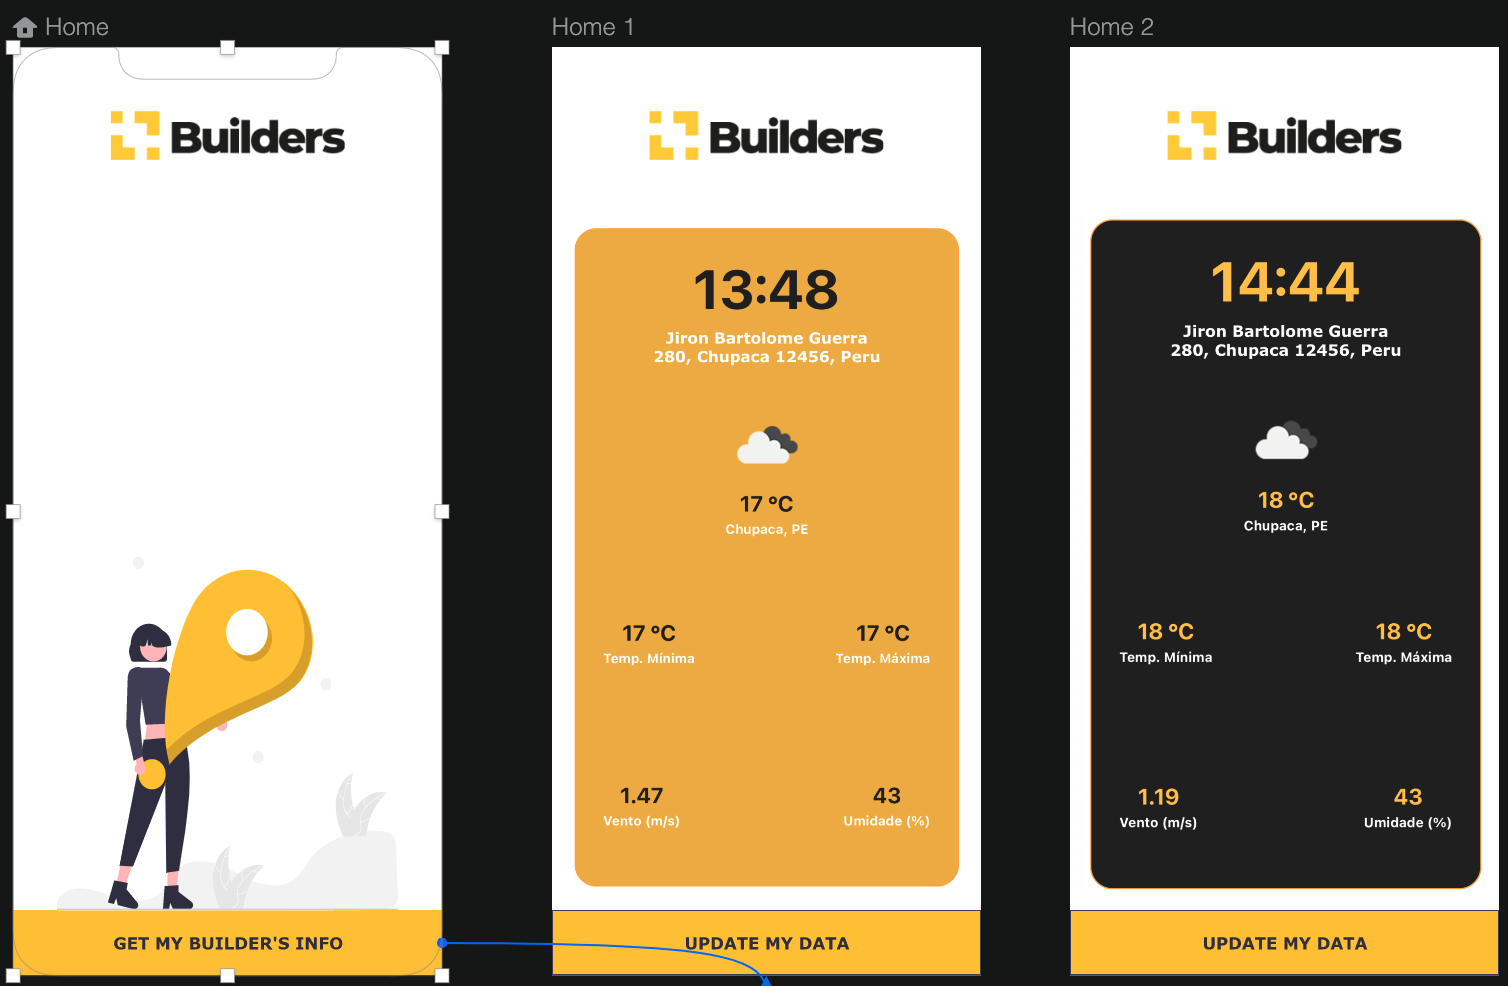 Home
Builders
GET MY BUILDER'S INFO
Home 1
Builders
13:48
Jiron Bartolome Guerra
280, Chupaca 12456, Peru
17 °C
Chupaca, PE
17 °C
Temp. Mínima
17 °C
Temp. Máxima
1.47
Vento (m/s)
43
Umidade (%)
UPDATE MY DATA
Home 2
Builders
14:44
Jiron Bartolome Guerra
280, Chupaca 12456, Peru
18 °C
Chupaca, PE
18 °C
Temp. Mínima
18 °C
Temp. Máxima
1.19
Vento (m/s)
43
Umidade (%)
UPDATE MY DATA